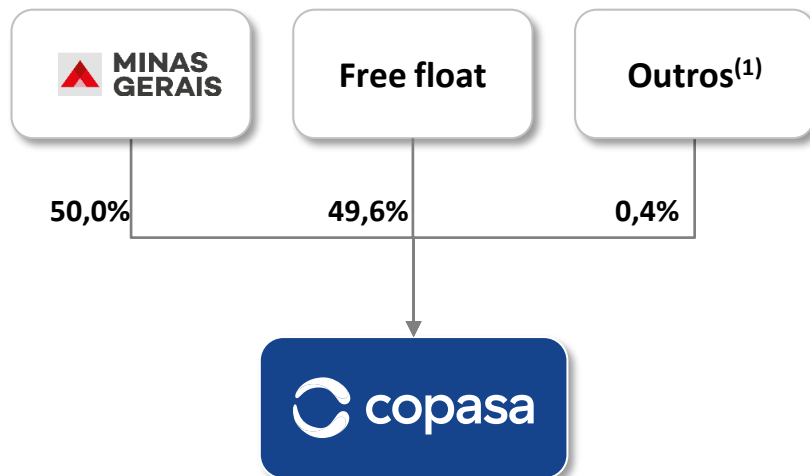 MINAS
GERAIS
Free float
Outros(1)
50,0%
49,6%
0,4%
copasa